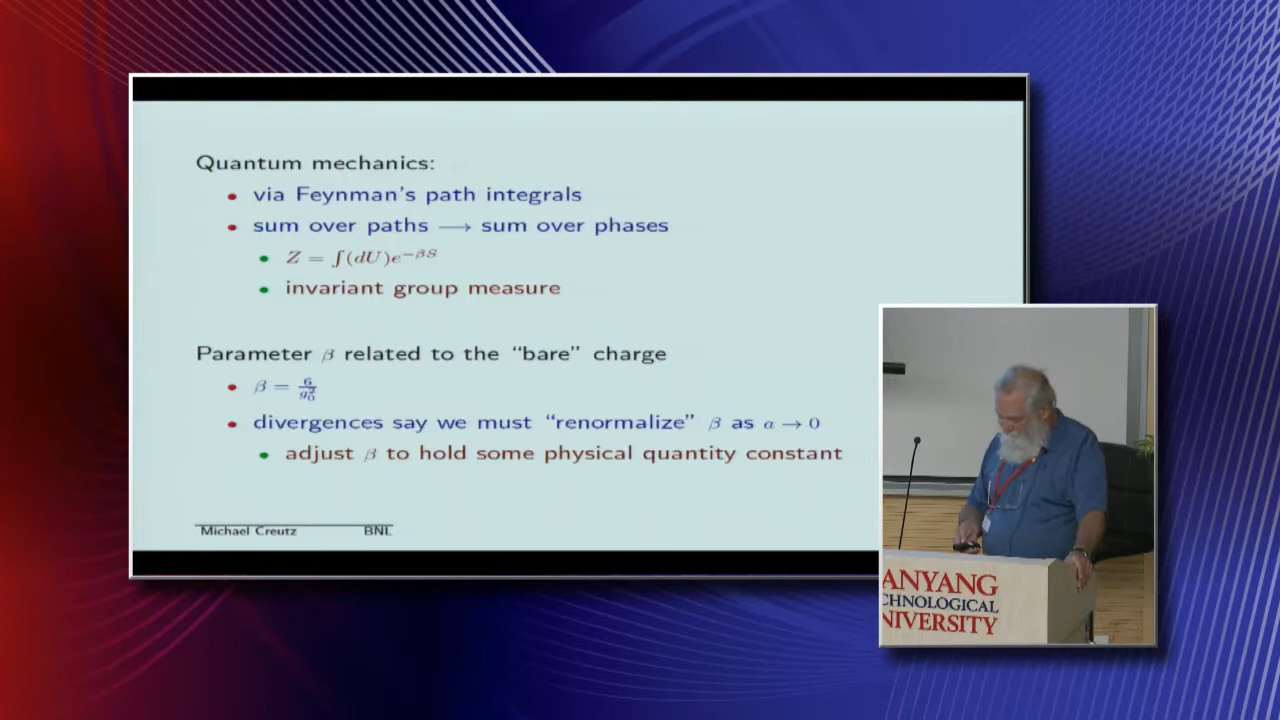 Quantum mechanics:
• via Feynman's path integrals
• sum over paths ⟶ sum over phases
• Z = ∫(dU)e^{−βS}
• invariant group measure
Parameter β related to the “bare” charge
• β = 6/g₀²
• divergences say we must “renormalize” β as a → 0
• adjust β to hold some physical quantity constant
Michael Creutz BNL
ANYANG
CHNOLOGICAL
NIVERSITY